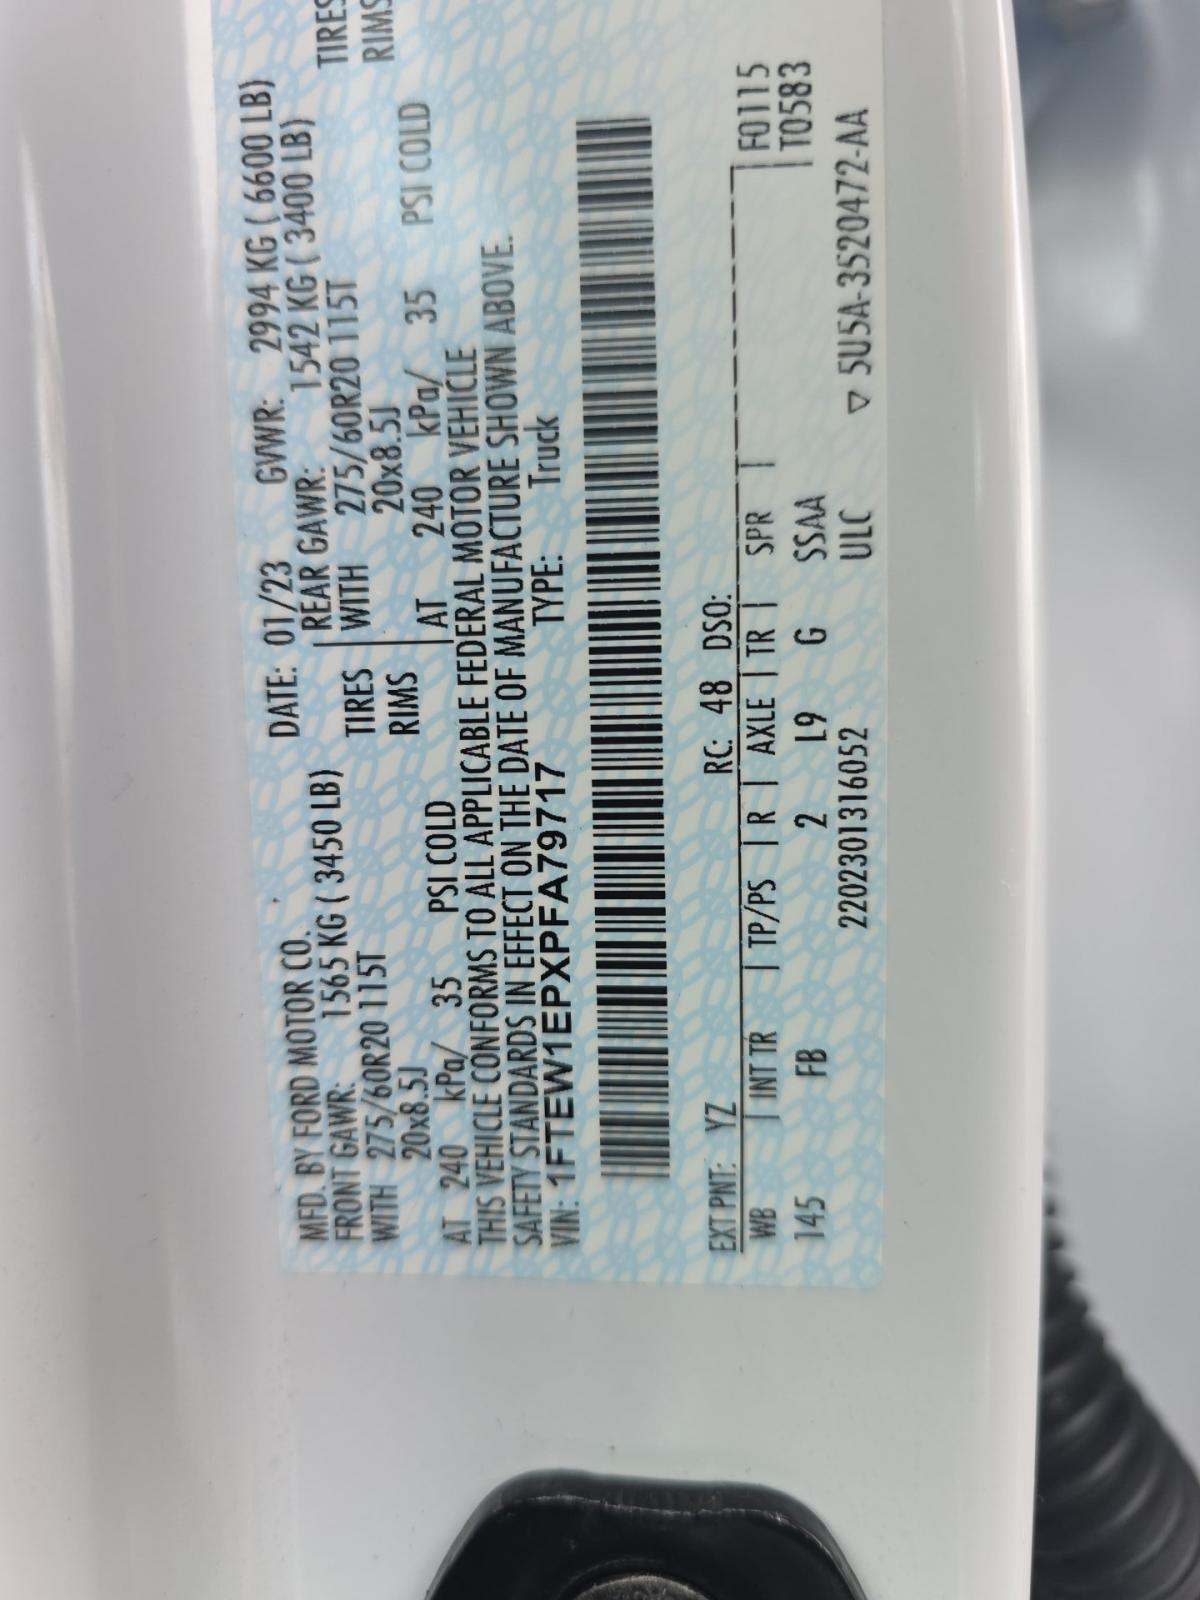 MFD. BY FORD MOTOR CO. DATE: 01/23 GVWR: 2994 KG ( 6600 LB)
FRONT GAWR: 1565 KG ( 3450 LB) REAR GAWR: 1542 KG ( 3400 LB)
WITH 275/60R20 115T TIRES WITH 275/60R20 115T TIRES
20x8.5J RIMS 20x8.5J RIMS
AT 240 kPa/ 35 PSI COLD AT 240 kPa/ 35 PSI COLD
THIS VEHICLE CONFORMS TO ALL APPLICABLE FEDERAL MOTOR VEHICLE
SAFETY STANDARDS IN EFFECT ON THE DATE OF MANUFACTURE SHOWN ABOVE.
VIN: 1FTEW1EPXPFA79717 TYPE: Truck
EXT PNT: YZ RC: 48 DSO:
WB | INT TR | TP/PS | R | AXLE | TR | SPR | F0115
145 FB 2 L9 G SSAA | T0583
220230131 6052 ULC ▽ 5U5A-3520472-AA